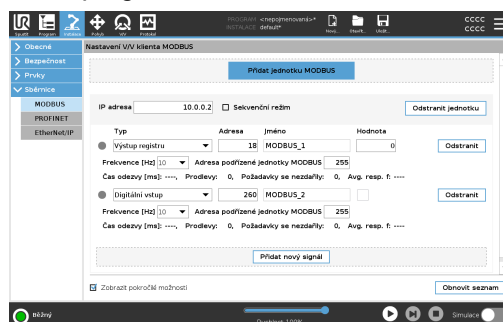 PROGRAM <nepojmenovaná>*
INSTALACE default*
Spustit Program Instalace Pohyb V/V Protokol Nový... Otevřít... Uložit...
cccc
cccc
Obecné
Bezpečnost
Prvky
Sběrnice
MODBUS
PROFINET
EtherNet/IP
Nastavení V/V klienta MODBUS
Přidat jednotku MODBUS
IP adresa 10.0.0.2 Sekvenční režim Odstranit jednotku
Typ Adresa Jméno Hodnota
Výstup registru 18 MODBUS_1 0 Odstranit
Frekvence [Hz] 10 Adresa podřízené jednotky MODBUS 255
Čas odezvy [ms]: ----, Prodlevy: 0, Požadavky se nezdařily: 0, Avg. resp. f: ----
Digitální vstup 260 MODBUS_2 Odstranit
Frekvence [Hz] 10 Adresa podřízené jednotky MODBUS 255
Čas odezvy [ms]: ----, Prodlevy: 0, Požadavky se nezdařily: 0, Avg. resp. f: ----
Přidat nový signál
Zobrazit pokročilé možnosti
Obnovit seznam
Běžný
Rychlost 100%
Simulace